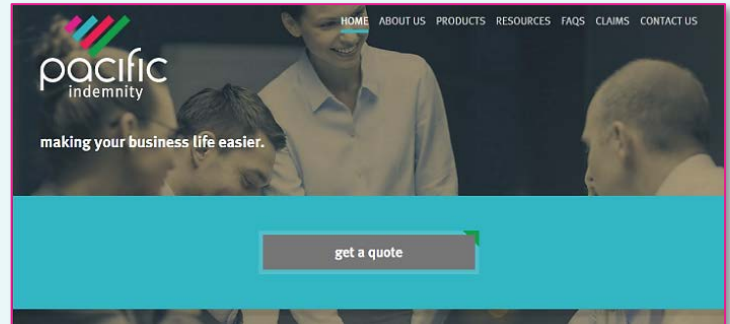 HOME ABOUT US PRODUCTS RESOURCES FAQS CLAIMS CONTACT US
pacific
indemnity
making your business life easier.
get a quote